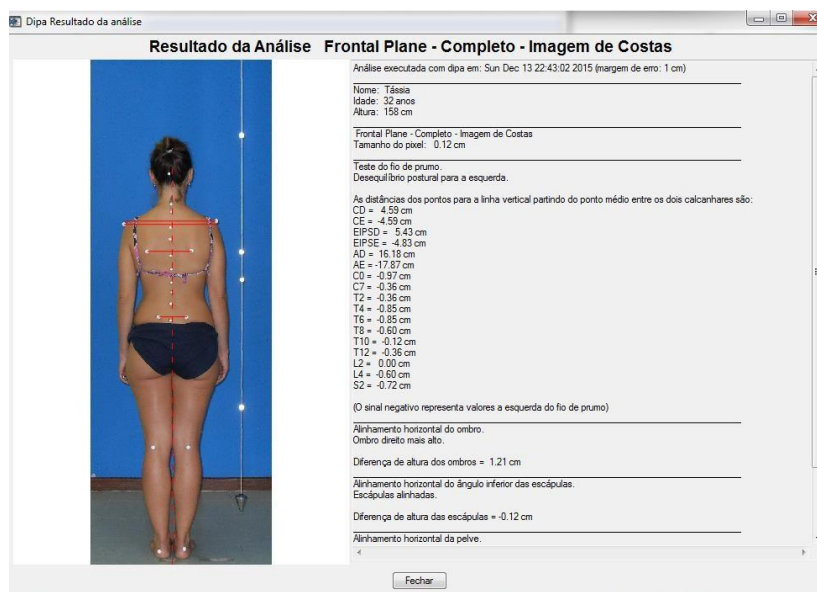 Dipa Resultado da análise
Resultado da Análise Frontal Plane - Completo - Imagem de Costas
Análise executada com dipa em: Sun Dec 13 22:43:02 2015 (margem de erro: 1 cm)
Nome: Tássia
Idade: 32 anos
Altura: 158 cm
Frontal Plane - Completo - Imagem de Costas
Tamanho do pixel: 0.12 cm
Teste do fio de prumo.
Desequilíbrio postural para a esquerda.
As distâncias dos pontos para a linha vertical partindo do ponto médio entre os dois calcanhares são:
CD = 4.59 cm
CE = -4.59 cm
EIPSD = 5.43 cm
EIPSE = -4.83 cm
AD = 16.18 cm
AE = -17.87 cm
C0 = -0.97 cm
C7 = -0.36 cm
T2 = -0.36 cm
T4 = -0.85 cm
T6 = -0.85 cm
T8 = -0.60 cm
T10 = -0.12 cm
T12 = -0.36 cm
L2 = 0.00 cm
L4 = -0.60 cm
S2 = -0.72 cm
(O sinal negativo representa valores a esquerda do fio de prumo)
Alinhamento horizontal do ombro.
Ombro direito mais alto.
Diferença de altura dos ombros = 1.21 cm
Alinhamento horizontal do ângulo inferior das escápulas.
Escápulas alinhadas.
Diferença de altura das escápulas = -0.12 cm
Alinhamento horizontal da pelve.
Fechar